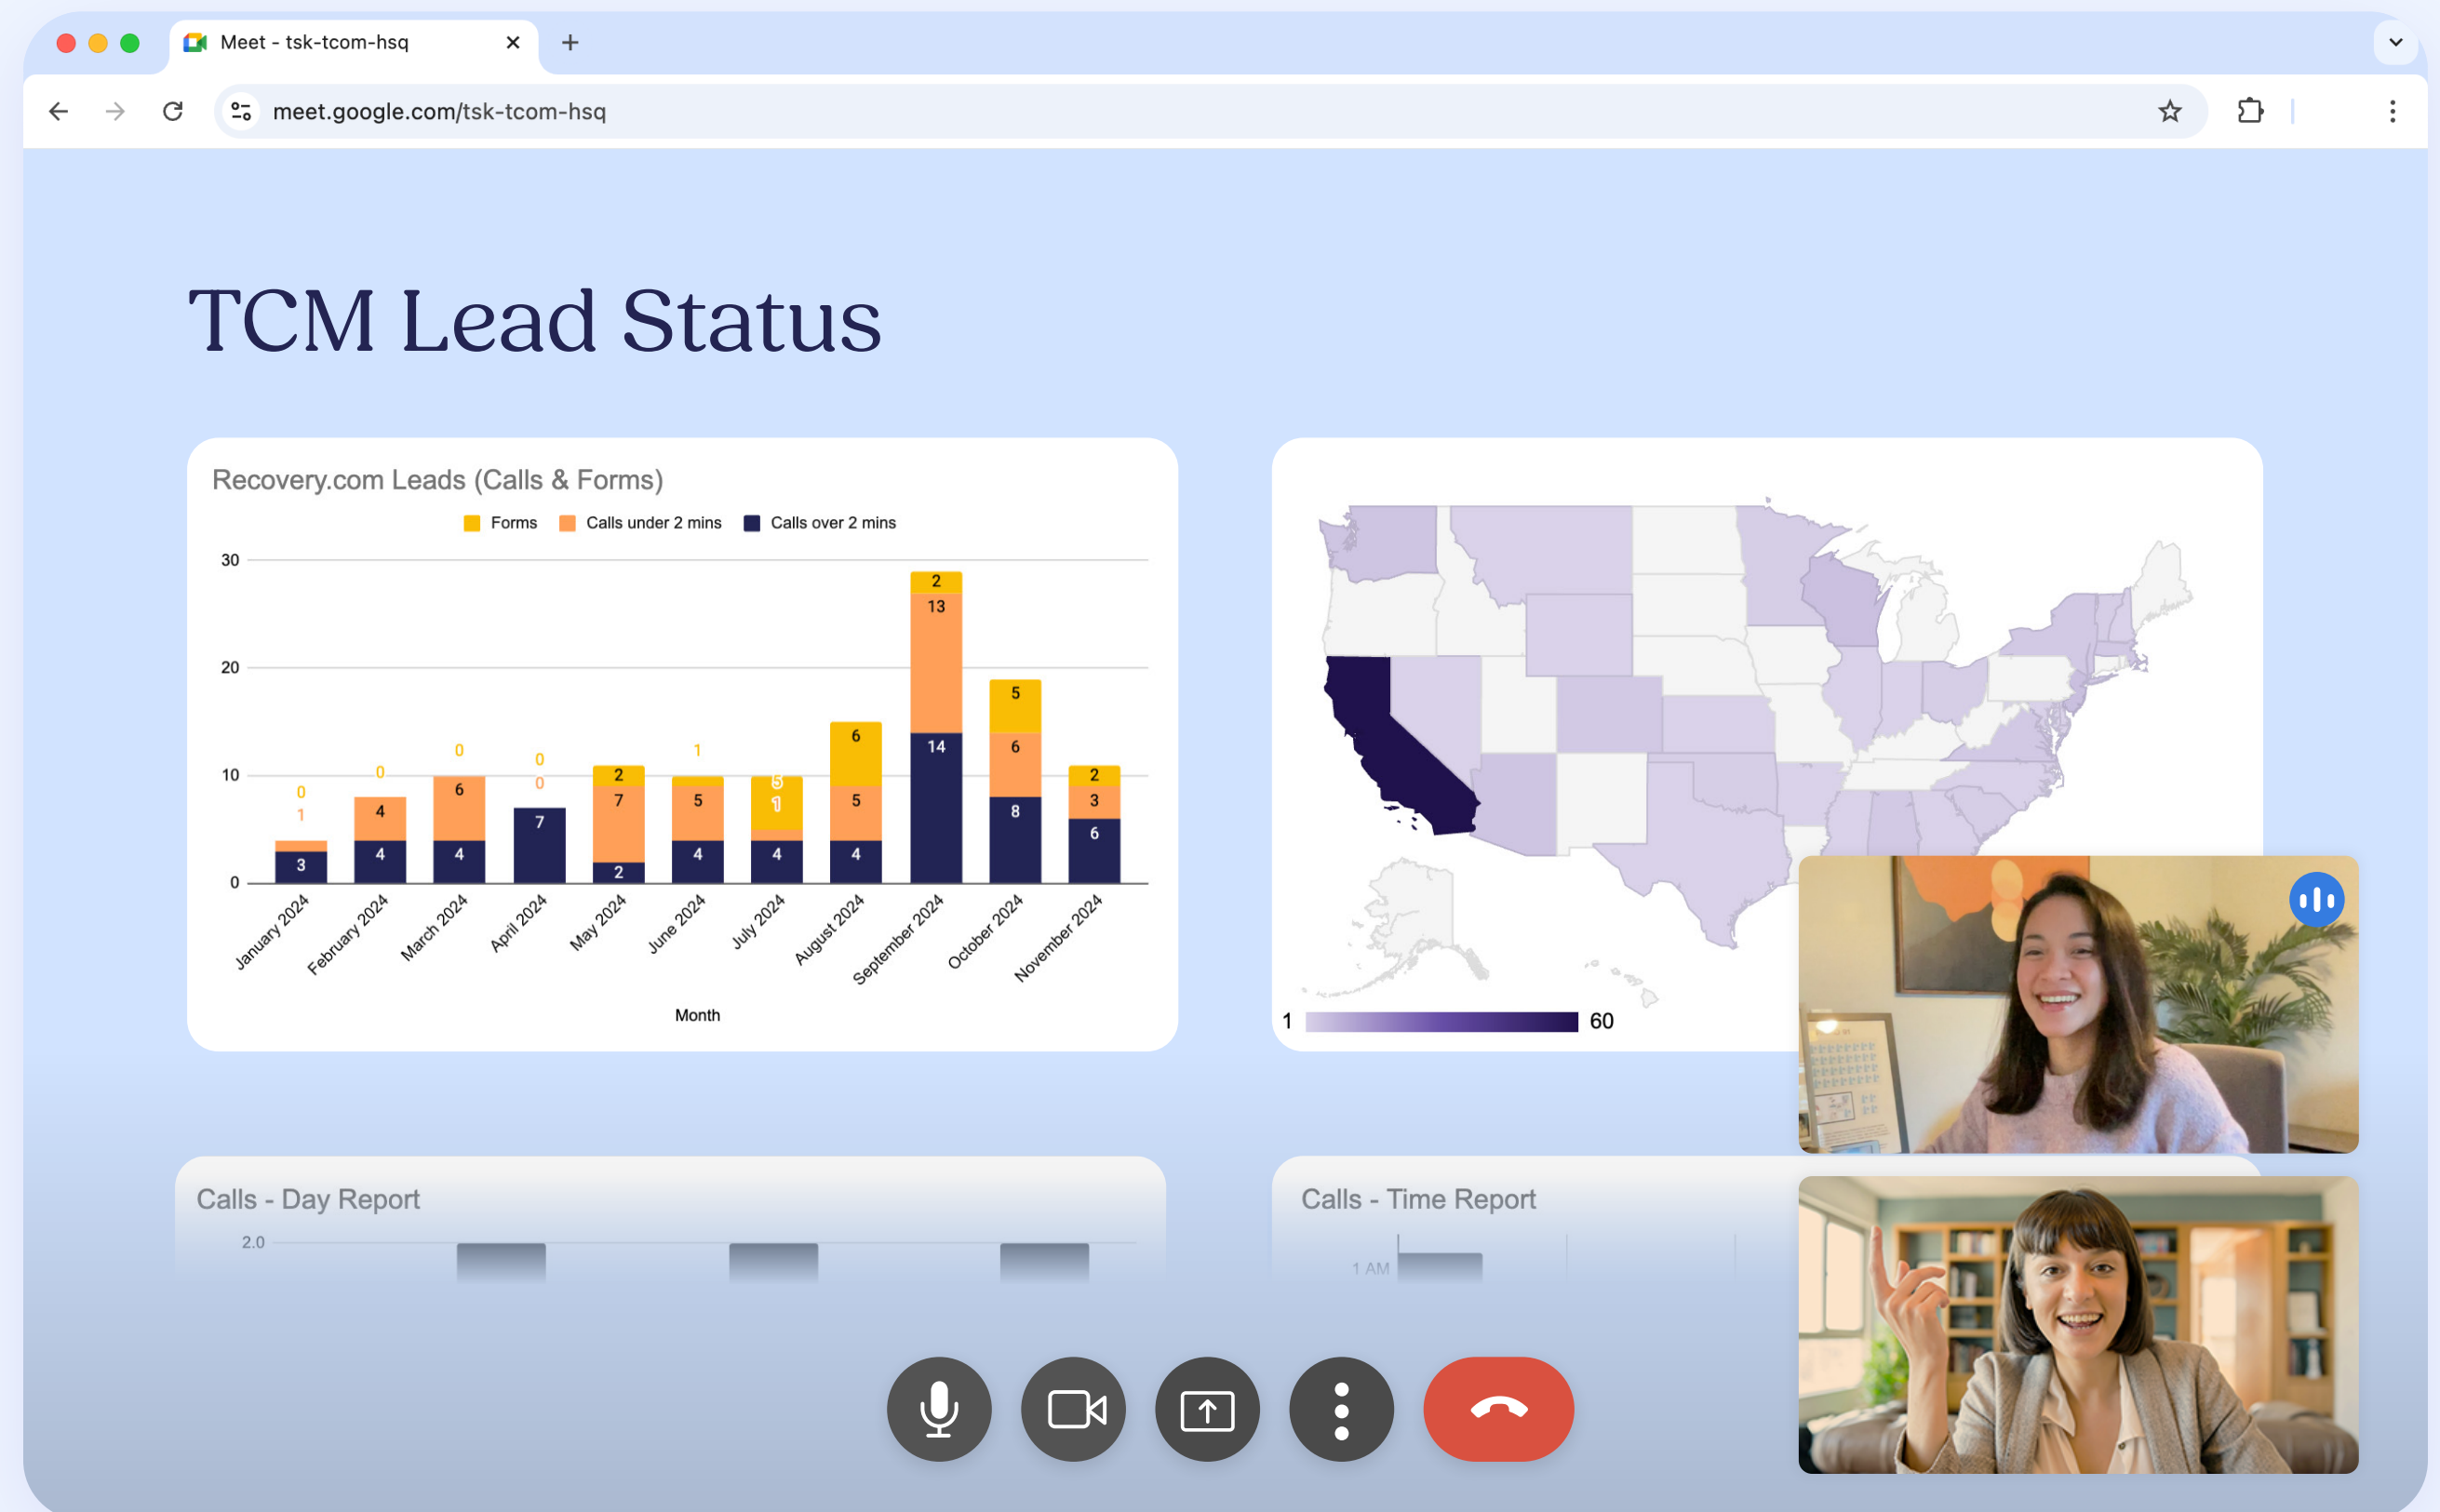 Meet - tsk-tcom-hsq
meet.google.com/tsk-tcom-hsq
TCM Lead Status
Recovery.com Leads (Calls & Forms)
Forms Calls under 2 mins Calls over 2 mins
30
20
10
0
0 0 0 0 2 1 5 6 2 5 2
1 4 6 0 7 5 1 5 13 6 3
3 4 4 7 2 4 4 4 14 8 6
January 2024 February 2024 March 2024 April 2024 May 2024 June 2024 July 2024 August 2024 September 2024 October 2024 November 2024
Month
1 60
Calls - Day Report
2.0
Calls - Time Report
1 AM